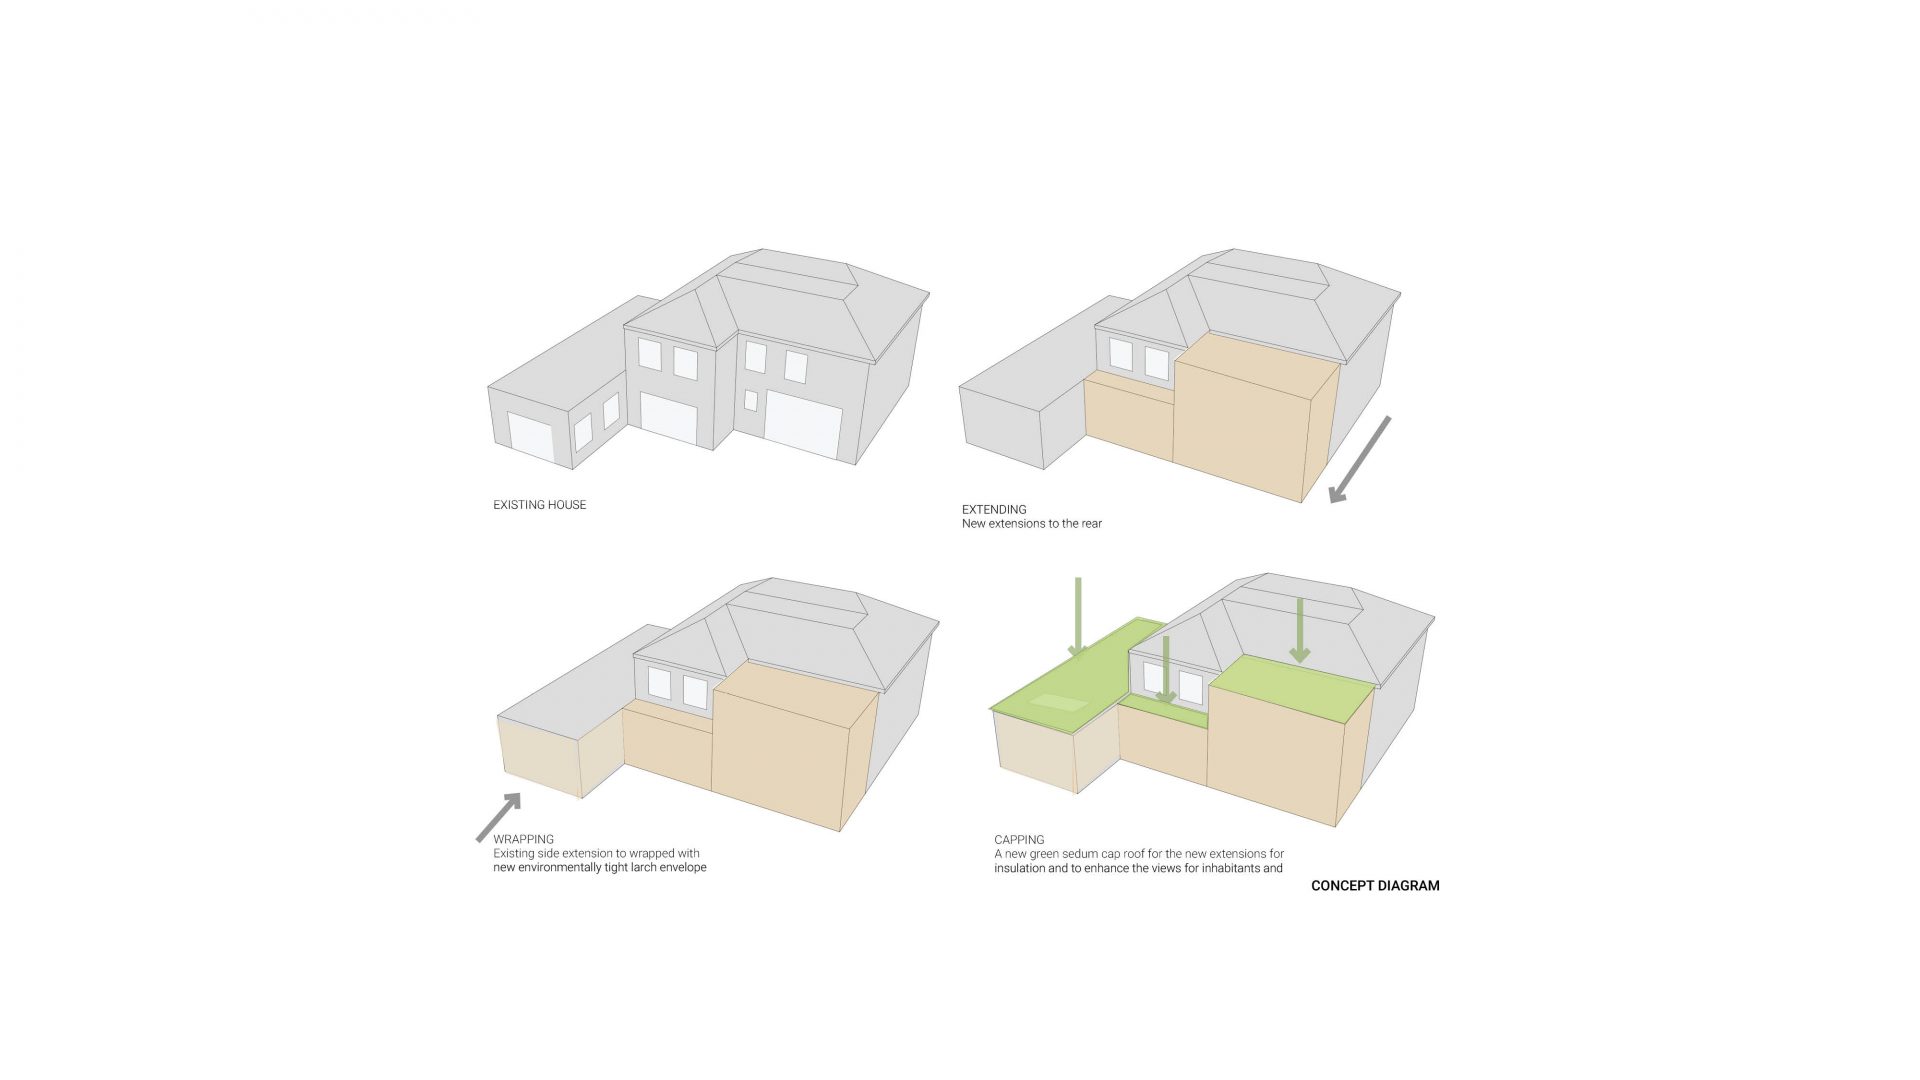 EXISTING HOUSE
EXTENDING
New extensions to the rear
WRAPPING
Existing side extension to wrapped with
new environmentally tight larch envelope
CAPPING
A new green sedum cap roof for the new extensions for
insulation and to enhance the views for inhabitants and
CONCEPT DIAGRAM